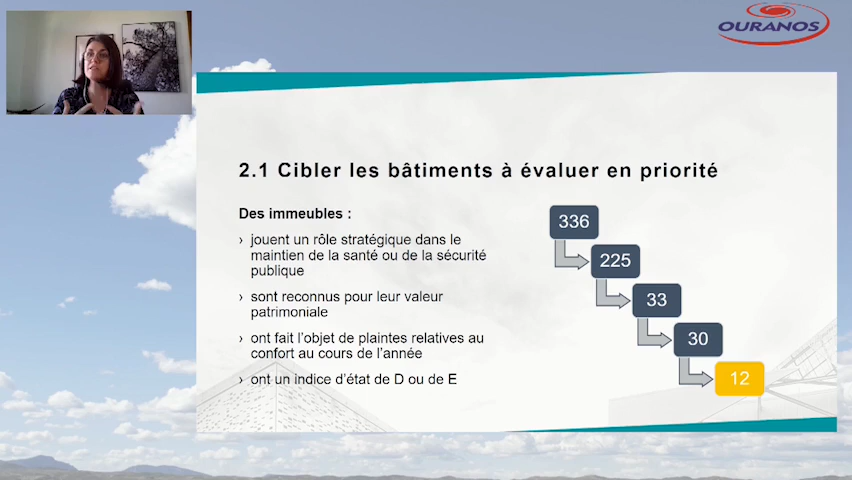 OURANOS
2.1 Cibler les bâtiments à évaluer en priorité
Des immeubles :
› jouent un rôle stratégique dans le
maintien de la santé ou de la sécurité
publique
› sont reconnus pour leur valeur
patrimoniale
› ont fait l’objet de plaintes relatives au
confort au cours de l’année
› ont un indice d’état de D ou de E
336
225
33
30
12